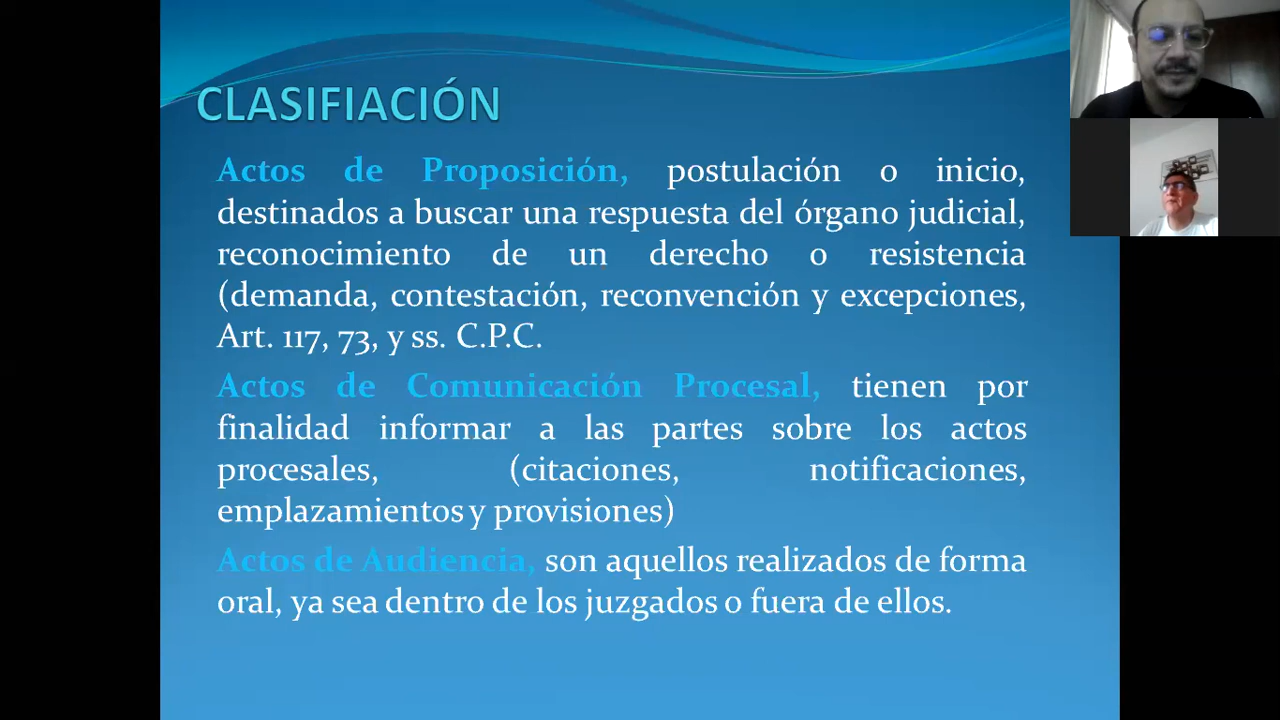 CLASIFIACIÓN
Actos de Proposición, postulación o inicio,
destinados a buscar una respuesta del órgano judicial,
reconocimiento de un derecho o resistencia
(demanda, contestación, reconvención y excepciones,
Art. 117, 73, y ss. C.P.C.
Actos de Comunicación Procesal, tienen por
finalidad informar a las partes sobre los actos
procesales, (citaciones, notificaciones,
emplazamientos y provisiones)
Actos de Audiencia, son aquellos realizados de forma
oral, ya sea dentro de los juzgados o fuera de ellos.